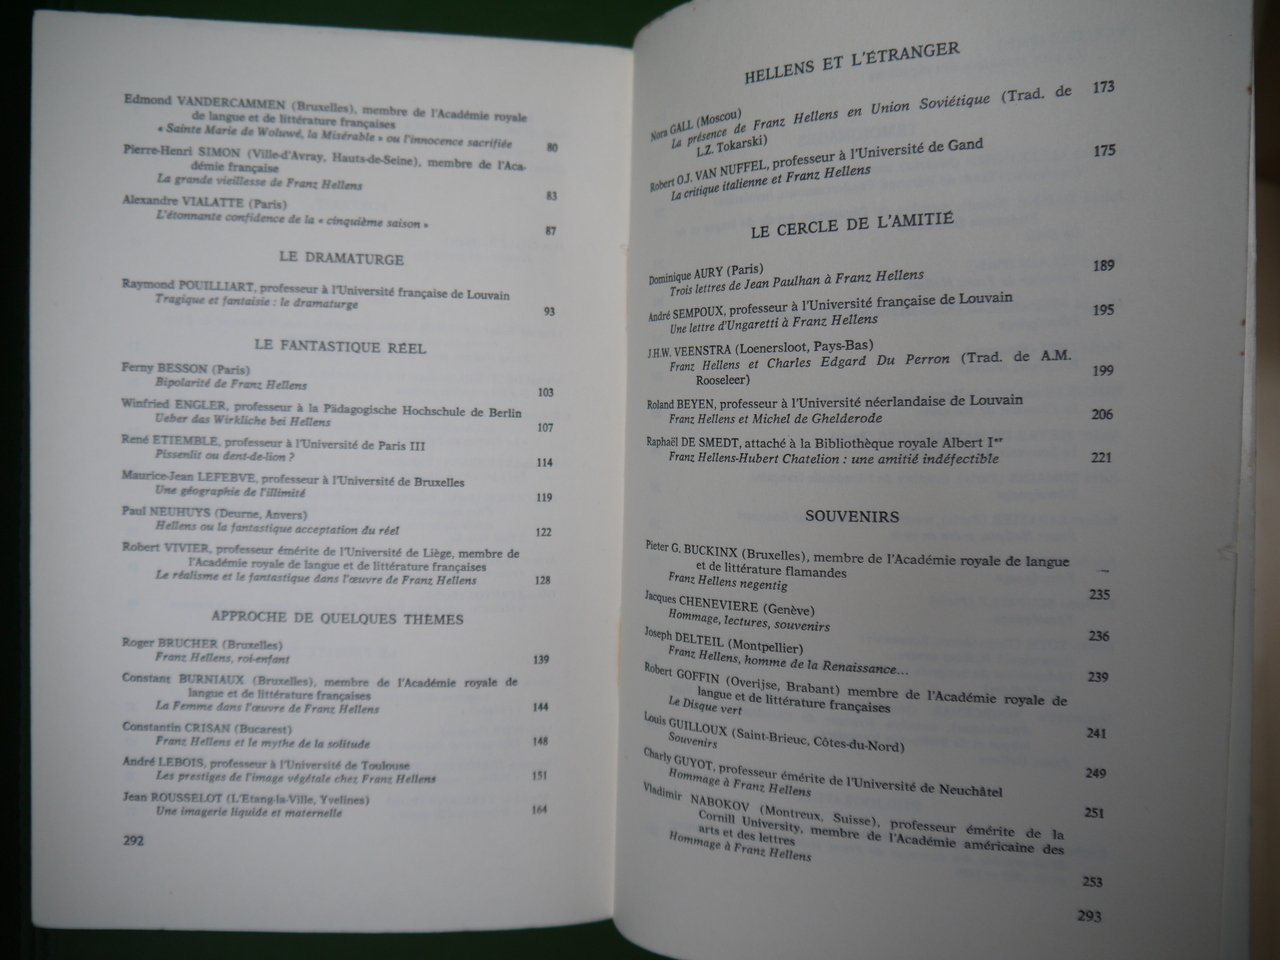 Edmond VANDERCAMMEN (Bruxelles), membre de l'Académie royale
de langue et de littérature françaises
« Sainte Marie de Woluwé, la Misérable » ou l'innocence sacrifiée 80
Pierre-Henri SIMON (Ville-d'Avray, Hauts-de-Seine), membre de l'Aca-
démie française
La grande vieillesse de Franz Hellens 83
Alexandre VIALATTE (Paris)
L'étonnante confidence de la « cinquième saison » 87
LE DRAMATURGE
Raymond POUILLIART, professeur à l'Université française de Louvain
Tragique et fantaisie : le dramaturge 93
LE FANTASTIQUE RÉEL
Ferny BESSON (Paris)
Bipolarité de Franz Hellens 103
Winfried ENGLER, professeur à la Pädagogische Hochschule de Berlin
Ueber das Wirkliche bei Hellens 107
René ETIEMBLE, professeur à l'Université de Paris III
Pissenlit ou dent-de-lion ? 114
Maurice-Jean LEFEBVE, professeur à l'Université de Bruxelles
Une géographie de l'illimité 119
Paul NEUHUYS (Deurne, Anvers)
Hellens ou la fantastique acceptation du réel 122
Robert VIVIER, professeur émérite de l'Université de Liège, membre de
l'Académie royale de langue et de littérature françaises
Le réalisme et le fantastique dans l'œuvre de Franz Hellens 128
APPROCHE DE QUELQUES THÈMES
Roger BRUCHER (Bruxelles)
Franz Hellens, roi-enfant 139
Constant BURNIAUX (Bruxelles), membre de l'Académie royale de
langue et de littérature françaises
La Femme dans l'œuvre de Franz Hellens 144
Constantin CRISAN (Bucarest)
Franz Hellens et le mythe de la solitude 148
André LEBOIS, professeur à l'Université de Toulouse
Les prestiges de l'image végétale chez Franz Hellens 151
Jean ROUSSELOT (L'Etang-la-Ville, Yvelines)
Une imagerie liquide et maternelle 164
292
HELLENS ET L'ÉTRANGER
Nora GALL (Moscou)
La présence de Franz Hellens en Union Soviétique (Trad. de 173
L.Z. Tokarski)
Robert O.J. VAN NUFFEL, professeur à l'Université de Gand
La critique italienne et Franz Hellens 175
LE CERCLE DE L'AMITIÉ
Dominique AURY (Paris)
Trois lettres de Jean Paulhan à Franz Hellens 189
André SEMPOUX, professeur à l'Université française de Louvain
Une lettre d'Ungaretti à Franz Hellens 195
J.H.W. VEENSTRA (Loenersloot, Pays-Bas)
Franz Hellens et Charles Edgard Du Perron (Trad. de A.M.
Rooseleer) 199
Roland BEYEN, professeur à l'Université néerlandaise de Louvain
Franz Hellens et Michel de Ghelderode 206
Raphaël DE SMEDT, attaché à la Bibliothèque royale Albert Ier
Franz Hellens-Hubert Chatelion : une amitié indéfectible 221
SOUVENIRS
Pieter G. BUCKINX (Bruxelles), membre de l'Académie royale de langue
et de littérature flamandes
Franz Hellens negentig 235
Jacques CHENEVIERE (Genève)
Hommage, lectures, souvenirs 236
Joseph DELTEIL (Montpellier)
Franz Hellens, homme de la Renaissance... 239
Robert GOFFIN (Overijse, Brabant) membre de l'Académie royale de
langue et de littérature françaises
Le Disque vert 241
Louis GUILLOUX (Saint-Brieuc, Côtes-du-Nord)
Souvenirs 249
Charly GUYOT, professeur émérite de l'Université de Neuchâtel
Hommage à Franz Hellens 251
Vladimir NABOKOV (Montreux, Suisse), professeur émérite de la
Cornill University, membre de l'Académie américaine des
arts et des lettres
Hommage à Franz Hellens 253
293